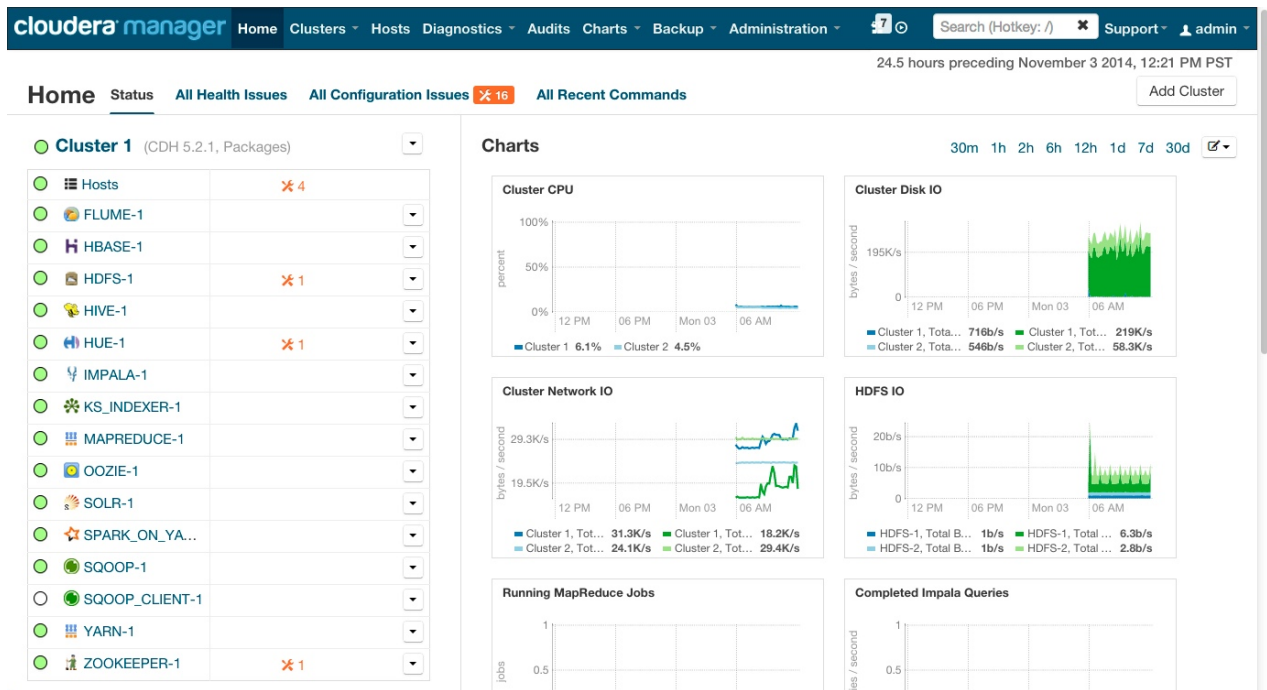 cloudera manager Home Clusters Hosts Diagnostics Audits Charts Backup Administration 7 Search (Hotkey: /) Support admin
24.5 hours preceding November 3 2014, 12:21 PM PST
Home Status All Health Issues All Configuration Issues 16 All Recent Commands Add Cluster
Cluster 1 (CDH 5.2.1, Packages)
Hosts 4
FLUME-1
HBASE-1
HDFS-1 1
HIVE-1
HUE-1 1
IMPALA-1
KS_INDEXER-1
MAPREDUCE-1
OOZIE-1
SOLR-1
SPARK_ON_YA...
SQOOP-1
SQOOP_CLIENT-1
YARN-1
ZOOKEEPER-1 1
Charts
30m 1h 2h 6h 12h 1d 7d 30d
Cluster CPU
percent
100%
50%
0%
12 PM 06 PM Mon 03 06 AM
Cluster 1 6.1% Cluster 2 4.5%
Cluster Disk IO
bytes / second
195K/s
0
12 PM 06 PM Mon 03 06 AM
Cluster 1, Tota... 716b/s Cluster 1, Tot... 219K/s
Cluster 2, Tota... 546b/s Cluster 2, Tot... 58.3K/s
Cluster Network IO
bytes / second
29.3K/s
19.5K/s
12 PM 06 PM Mon 03 06 AM
Cluster 1, Tot... 31.3K/s Cluster 1, Tot... 18.2K/s
Cluster 2, Tot... 24.1K/s Cluster 2, Tot... 29.4K/s
HDFS IO
bytes / second
20b/s
10b/s
0
12 PM 06 PM Mon 03 06 AM
HDFS-1, Total B... 1b/s HDFS-1, Total ... 6.3b/s
HDFS-2, Total B... 1b/s HDFS-2, Total ... 2.8b/s
Running MapReduce Jobs
jobs
1
0.5
Completed Impala Queries
1
0.5